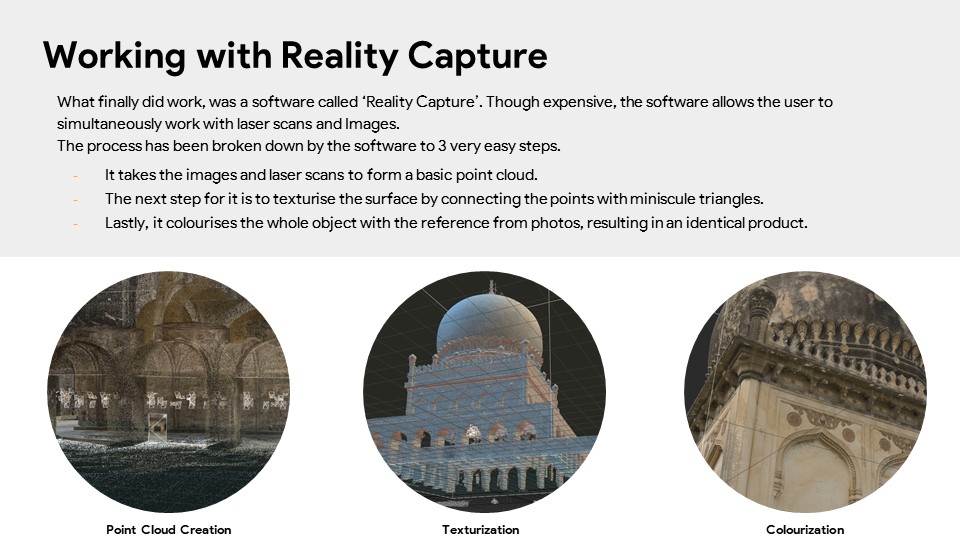 Working with Reality Capture
What finally did work, was a software called ‘Reality Capture’. Though expensive, the software allows the user to
simultaneously work with laser scans and Images.
The process has been broken down by the software to 3 very easy steps.
- It takes the images and laser scans to form a basic point cloud.
- The next step for it is to texturise the surface by connecting the points with miniscule triangles.
- Lastly, it colourises the whole object with the reference from photos, resulting in an identical product.
Point Cloud Creation
Texturization
Colourization